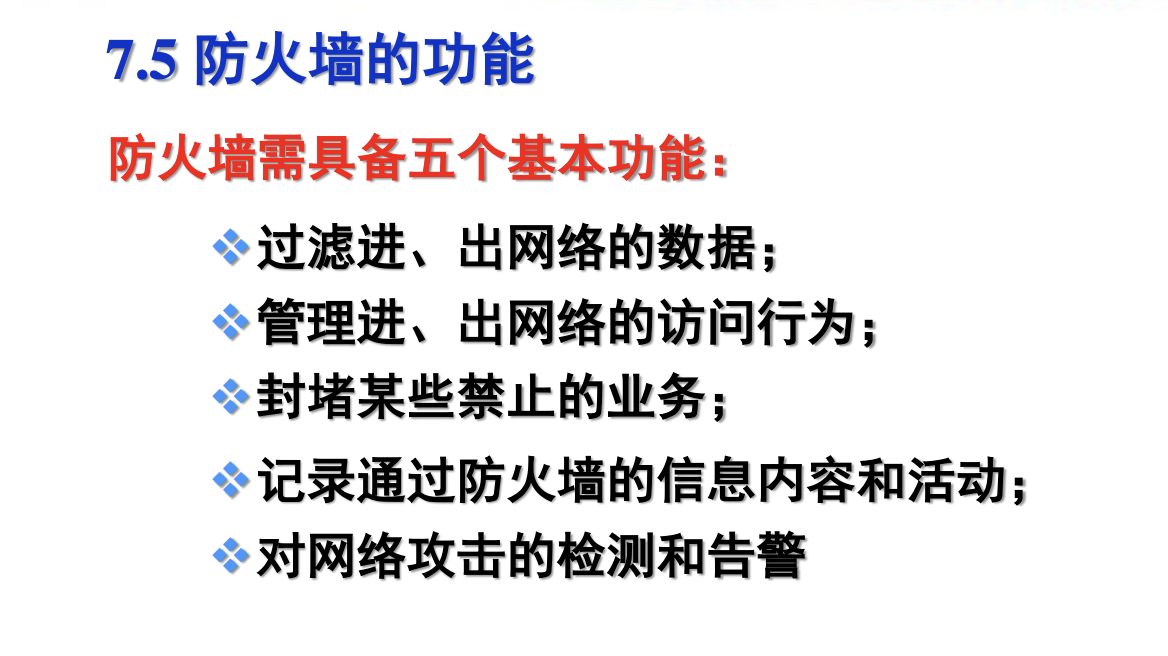 7.5 防火墙的功能
防火墙需具备五个基本功能：
❖过滤进、出网络的数据；
❖管理进、出网络的访问行为；
❖封堵某些禁止的业务；
❖记录通过防火墙的信息内容和活动；
❖对网络攻击的检测和告警